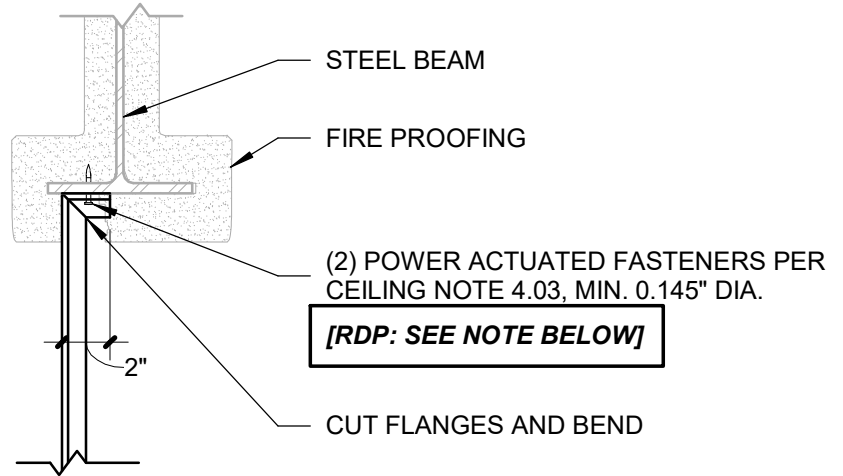 STEEL BEAM
FIRE PROOFING
(2) POWER ACTUATED FASTENERS PER
CEILING NOTE 4.03, MIN. 0.145" DIA.
[RDP: SEE NOTE BELOW]
2"
CUT FLANGES AND BEND